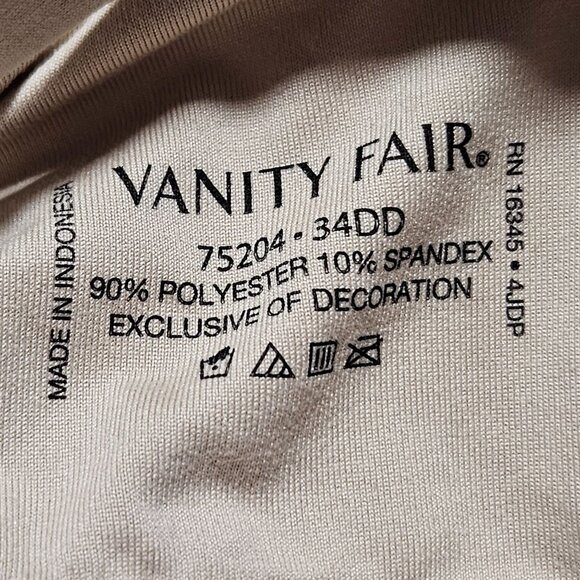 VANITY FAIR®
75204 • 34DD
90% POLYESTER 10% SPANDEX
EXCLUSIVE OF DECORATION
MADE IN INDONESIA
RN 16345 • 4JDP